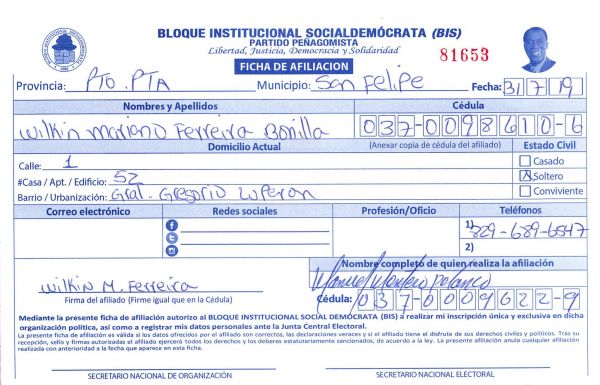 BLOQUE INSTITUCIONAL SOCIALDEMÓCRATA (BIS)
PARTIDO PEÑAGOMISTA
Libertad, Justicia, Democracia y Solidaridad
81653
FICHA DE AFILIACION
Provincia: Pto. Pta Municipio: San Felipe Fecha: 31/7/19
Nombres y Apellidos Cédula
Wilkin Mariano Ferreira Bonilla 037-0098610-6
Domicilio Actual (Anexar copia de cédula del afiliado) Estado Civil
Calle: 1 Casado
#Casa / Apt. / Edificio: 52 Soltero
Barrio / Urbanización: Gral. Gregorio Luperon Conviviente
Correo electrónico Redes sociales Profesión/Oficio Teléfonos
1) 829-689-6547
2)
Nombre completo de quien realiza la afiliación
Wilkin M. Ferreira Manuel Montero Polanco
Firma del afiliado (Firme igual que en la Cédula) Cédula: 037-0009622-9
Mediante la presente ficha de afiliación autorizo al BLOQUE INSTITUCIONAL SOCIAL DEMÓCRATA (BIS) a realizar mi inscripción única y exclusiva en dicha
organización política, así como a registrar mis datos personales ante la Junta Central Electoral.
La presente ficha de afiliación es válida si los datos ofrecidos por el afiliado son correctos, las declaraciones veraces y si el afiliado tiene el disfrute de sus derechos civiles y políticos. Tras su
recepción, sello y firmas autorizadas el afiliado ejercerá todos los derechos y los deberes estatutariamente sancionados, de acuerdo a la ley. La presente afiliación anula cualquier afiliación
realizada con anterioridad a la fecha que aparece en esta ficha.
SECRETARIO NACIONAL DE ORGANIZACIÓN SECRETARIO NACIONAL ELECTORAL